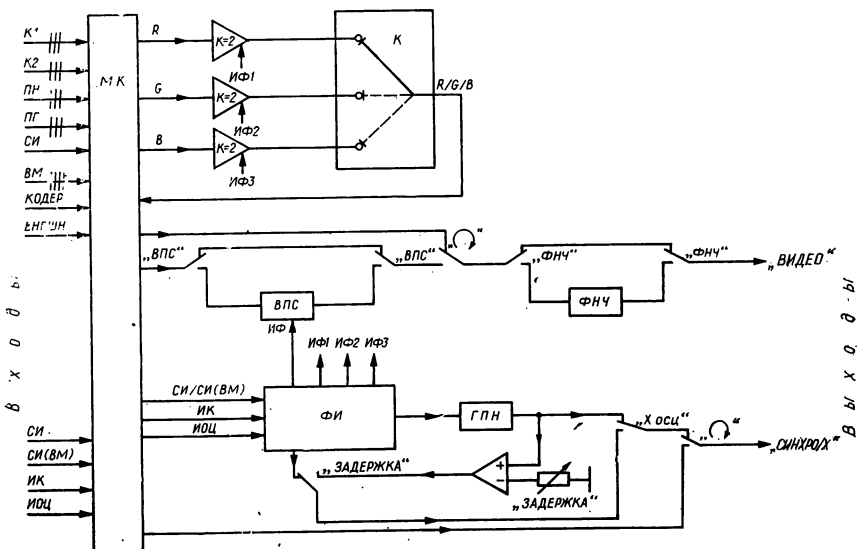 К1
К2
ПН
ПГ
СИ
ВМ
КОДЕР
В х о д ы
СИ
СИ(ВМ)
ИК
ИОЦ
МК
R
G
B
К=2
К=2
К=2
ИФ1
ИФ2
ИФ3
К
R/G/B
„ВПС“
„ВПС“
„ “
„ФНЧ“
„ФНЧ“
„ВИДЕО“
ВПС
ФНЧ
ИФ
ИФ1 ИФ2 ИФ3
СИ/СИ(ВМ)
ИК
ИОЦ
ФИ
ГПН
„X осц“
„ “
„СИНХРО/X“
„ЗАДЕРЖКА“
+
−
„ЗАДЕРЖКА“
В ы х о д ы